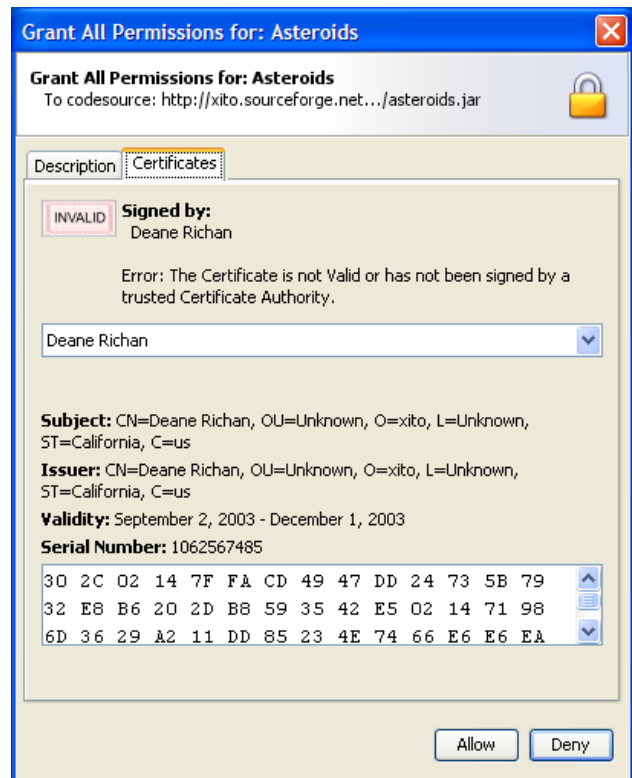 Grant All Permissions for: Asteroids
Grant All Permissions for: Asteroids
To codesource: http://xito.sourceforge.net.../asteroids.jar
Description
Certificates
INVALID
Signed by:
Deane Richan
Error: The Certificate is not Valid or has not been signed by a
trusted Certificate Authority.
Deane Richan
Subject: CN=Deane Richan, OU=Unknown, O=xito, L=Unknown,
ST=California, C=us
Issuer: CN=Deane Richan, OU=Unknown, O=xito, L=Unknown,
ST=California, C=us
Validity: September 2, 2003 - December 1, 2003
Serial Number: 1062567485
30 2C 02 14 7F FA CD 49 47 DD 24 73 5B 79
32 E8 B6 20 2D B8 59 35 42 E5 02 14 71 98
6D 36 29 A2 11 DD 85 23 4E 74 66 E6 E6 EA
Allow
Deny